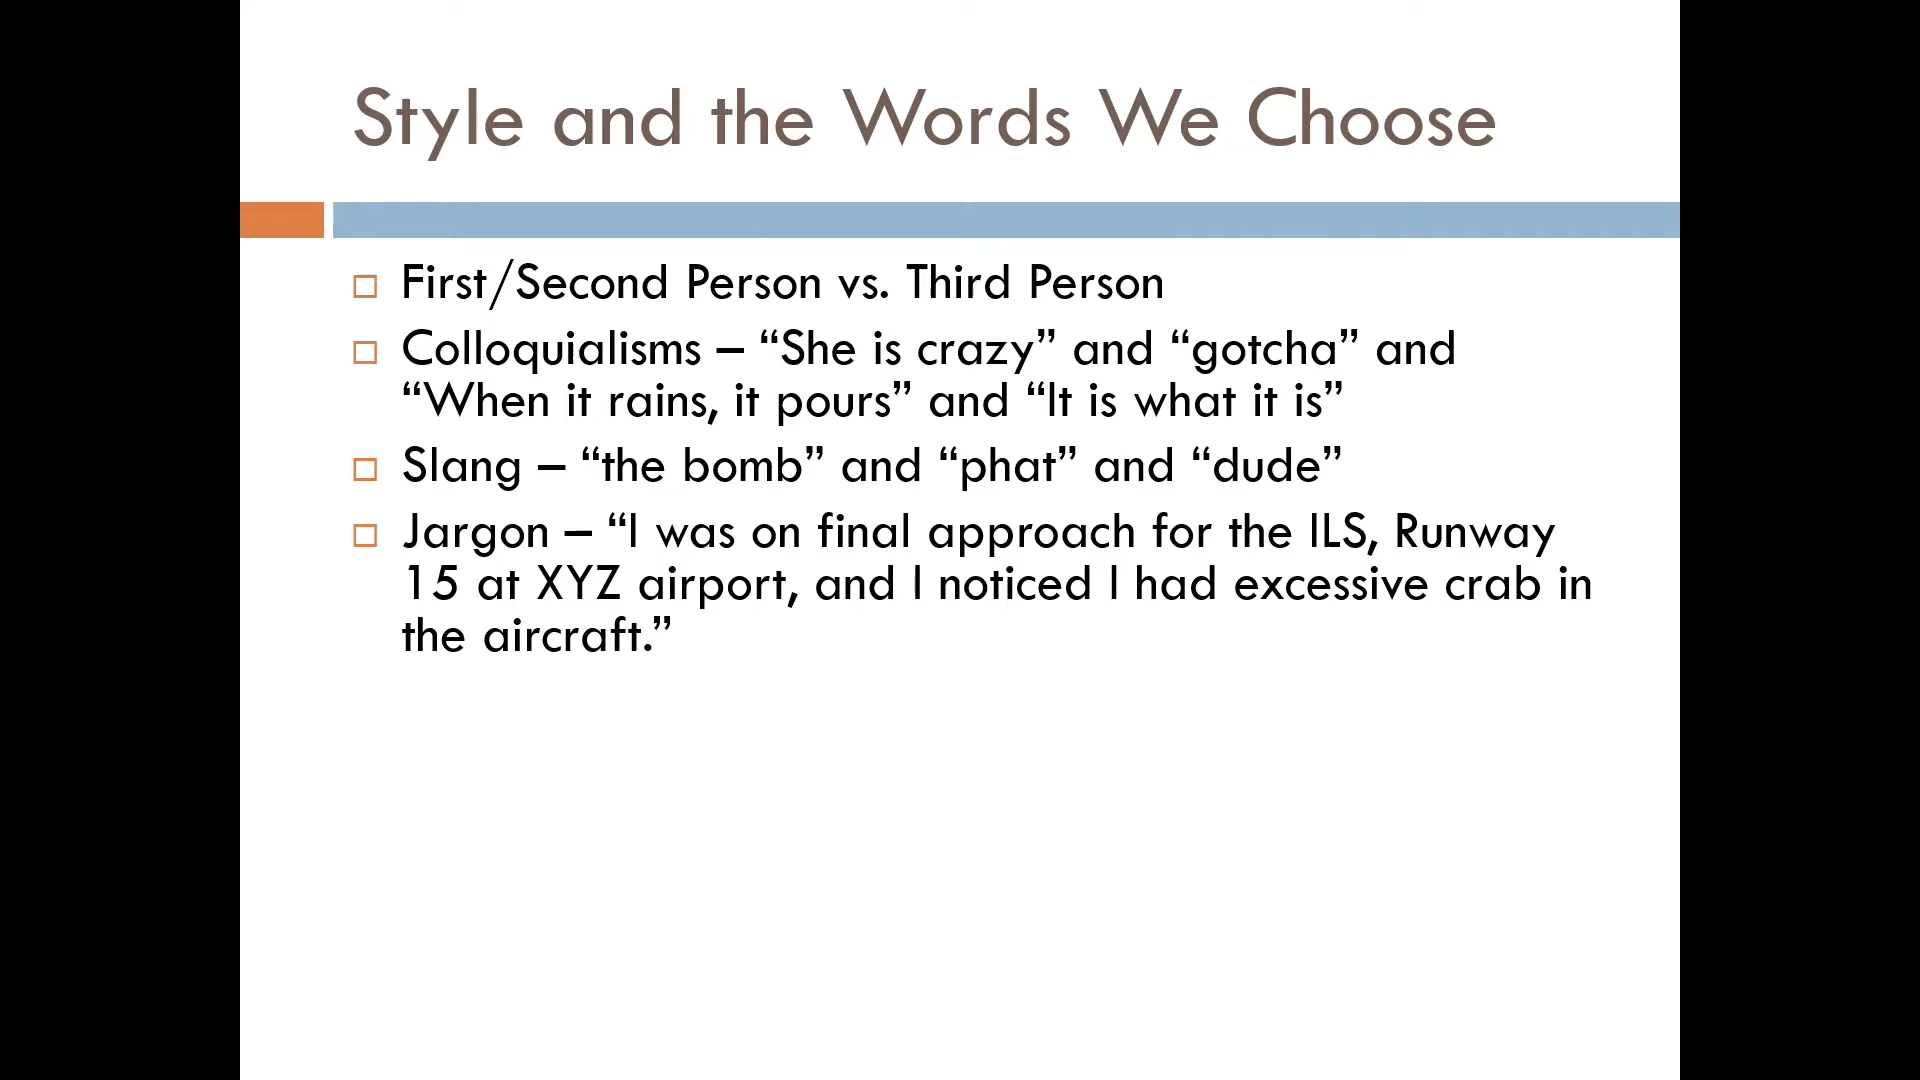 Style and the Words We Choose
First/Second Person vs. Third Person
Colloquialisms – “She is crazy” and “gotcha” and
“When it rains, it pours” and “It is what it is”
Slang – “the bomb” and “phat” and “dude”
Jargon – “I was on final approach for the ILS, Runway
15 at XYZ airport, and I noticed I had excessive crab in
the aircraft.”